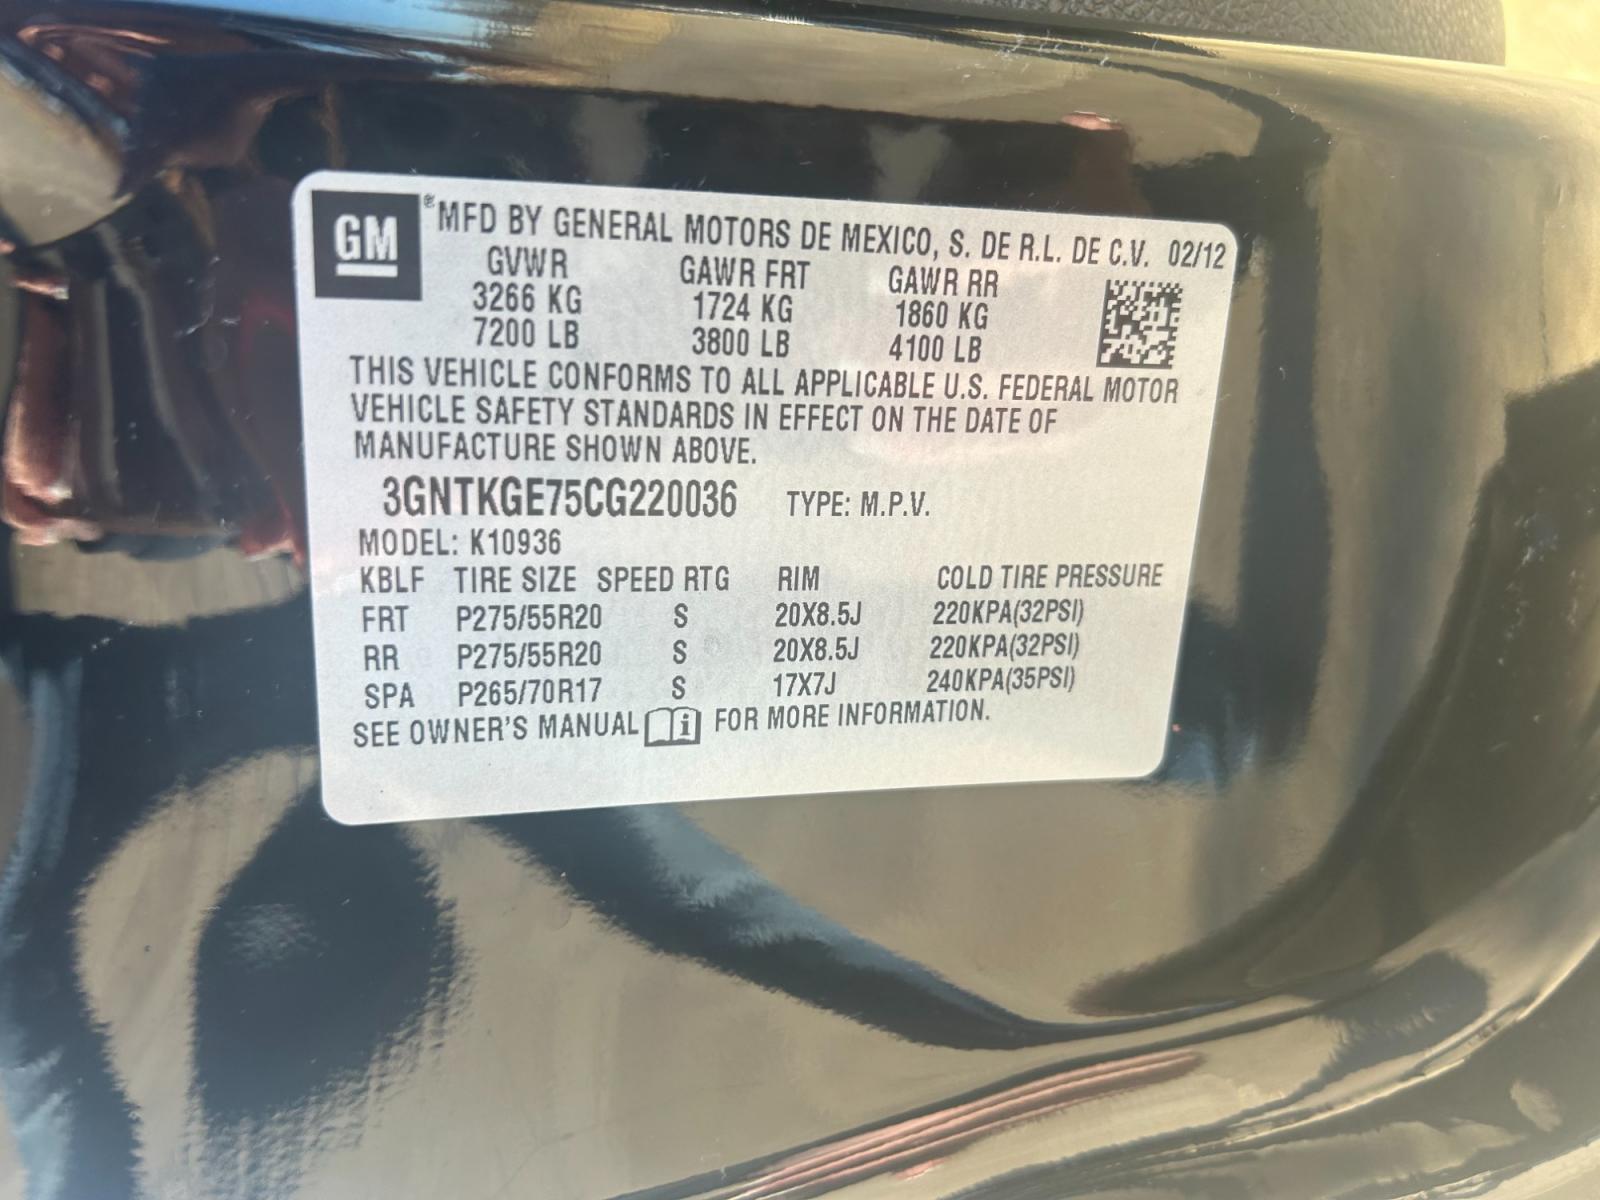 GM ® MFD BY GENERAL MOTORS DE MEXICO, S. DE R.L. DE C.V. 02/12
GVWR GAWR FRT GAWR RR
3266 KG 1724 KG 1860 KG
7200 LB 3800 LB 4100 LB
THIS VEHICLE CONFORMS TO ALL APPLICABLE U.S. FEDERAL MOTOR
VEHICLE SAFETY STANDARDS IN EFFECT ON THE DATE OF
MANUFACTURE SHOWN ABOVE.
3GNTKGE75CG220036 TYPE: M.P.V.
MODEL: K10936
KBLF TIRE SIZE SPEED RTG RIM COLD TIRE PRESSURE
FRT P275/55R20 S 20X8.5J 220KPA(32PSI)
RR P275/55R20 S 20X8.5J 220KPA(32PSI)
SPA P265/70R17 S 17X7J 240KPA(35PSI)
SEE OWNER'S MANUAL i FOR MORE INFORMATION.